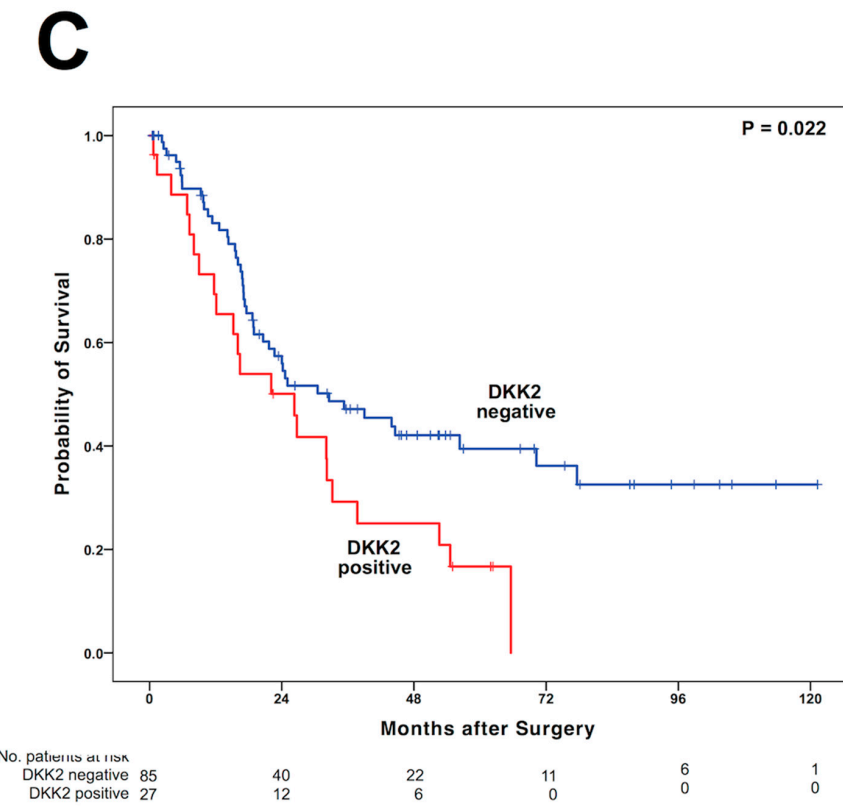 C
P = 0.022
1.0
0.8
0.6
0.4
0.2
0.0
Probability of Survival
DKK2
negative
DKK2
positive
0 24 48 72 96 120
Months after Surgery
No. patients at risk
DKK2 negative 85 40 22 11 6 1
DKK2 positive 27 12 6 0 0 0